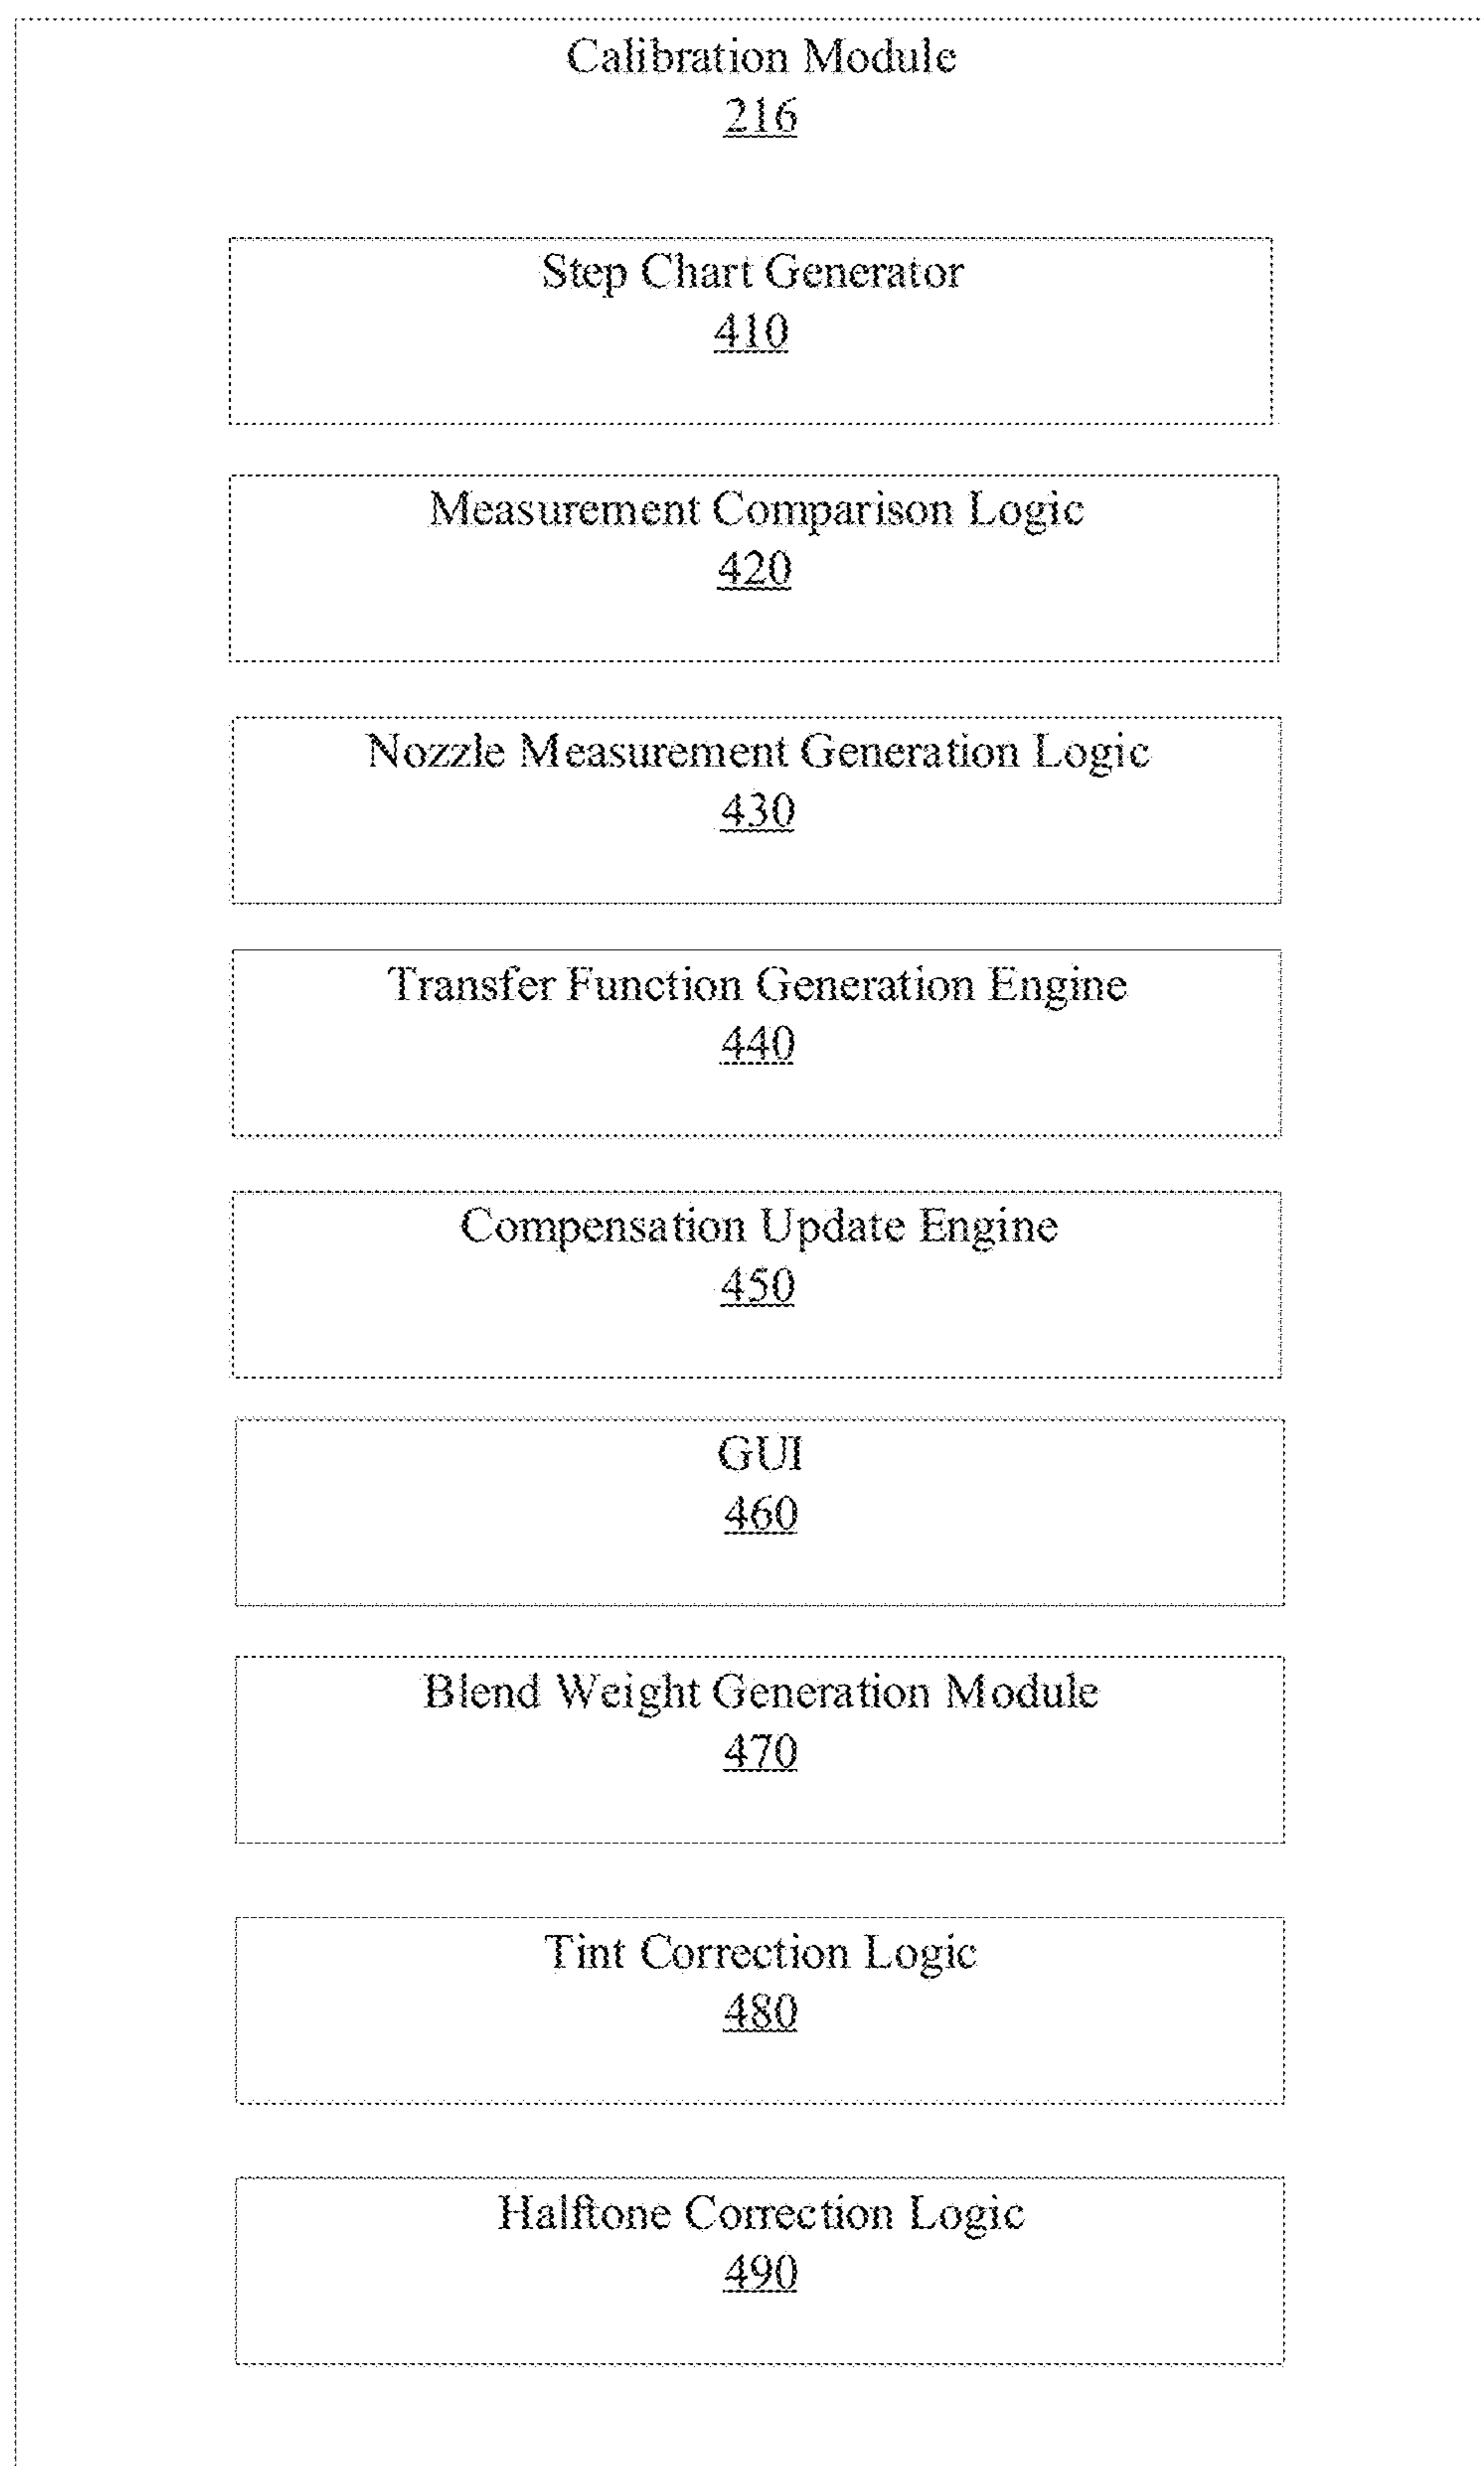 Calibration Module
216
Step Chart Generator
410
Measurement Comparison Logic
420
Nozzle Measurement Generation Logic
430
Transfer Function Generation Engine
440
Compensation Update Engine
450
GUI
460
Blend Weight Generation Module
470
Tint Correction Logic
480
Halftone Correction Logic
490